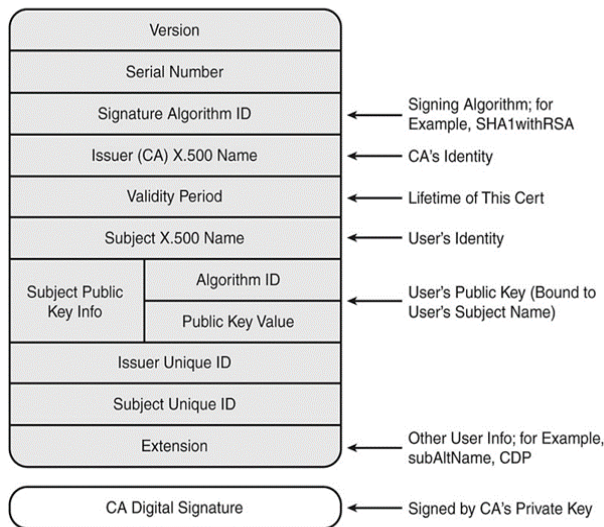 Version
Serial Number
Signature Algorithm ID
Signing Algorithm; for
Example, SHA1withRSA
Issuer (CA) X.500 Name
CA's Identity
Validity Period
Lifetime of This Cert
Subject X.500 Name
User's Identity
Subject Public
Key Info
Algorithm ID
Public Key Value
User's Public Key (Bound to
User's Subject Name)
Issuer Unique ID
Subject Unique ID
Extension
Other User Info; for Example,
subAltName, CDP
CA Digital Signature
Signed by CA's Private Key